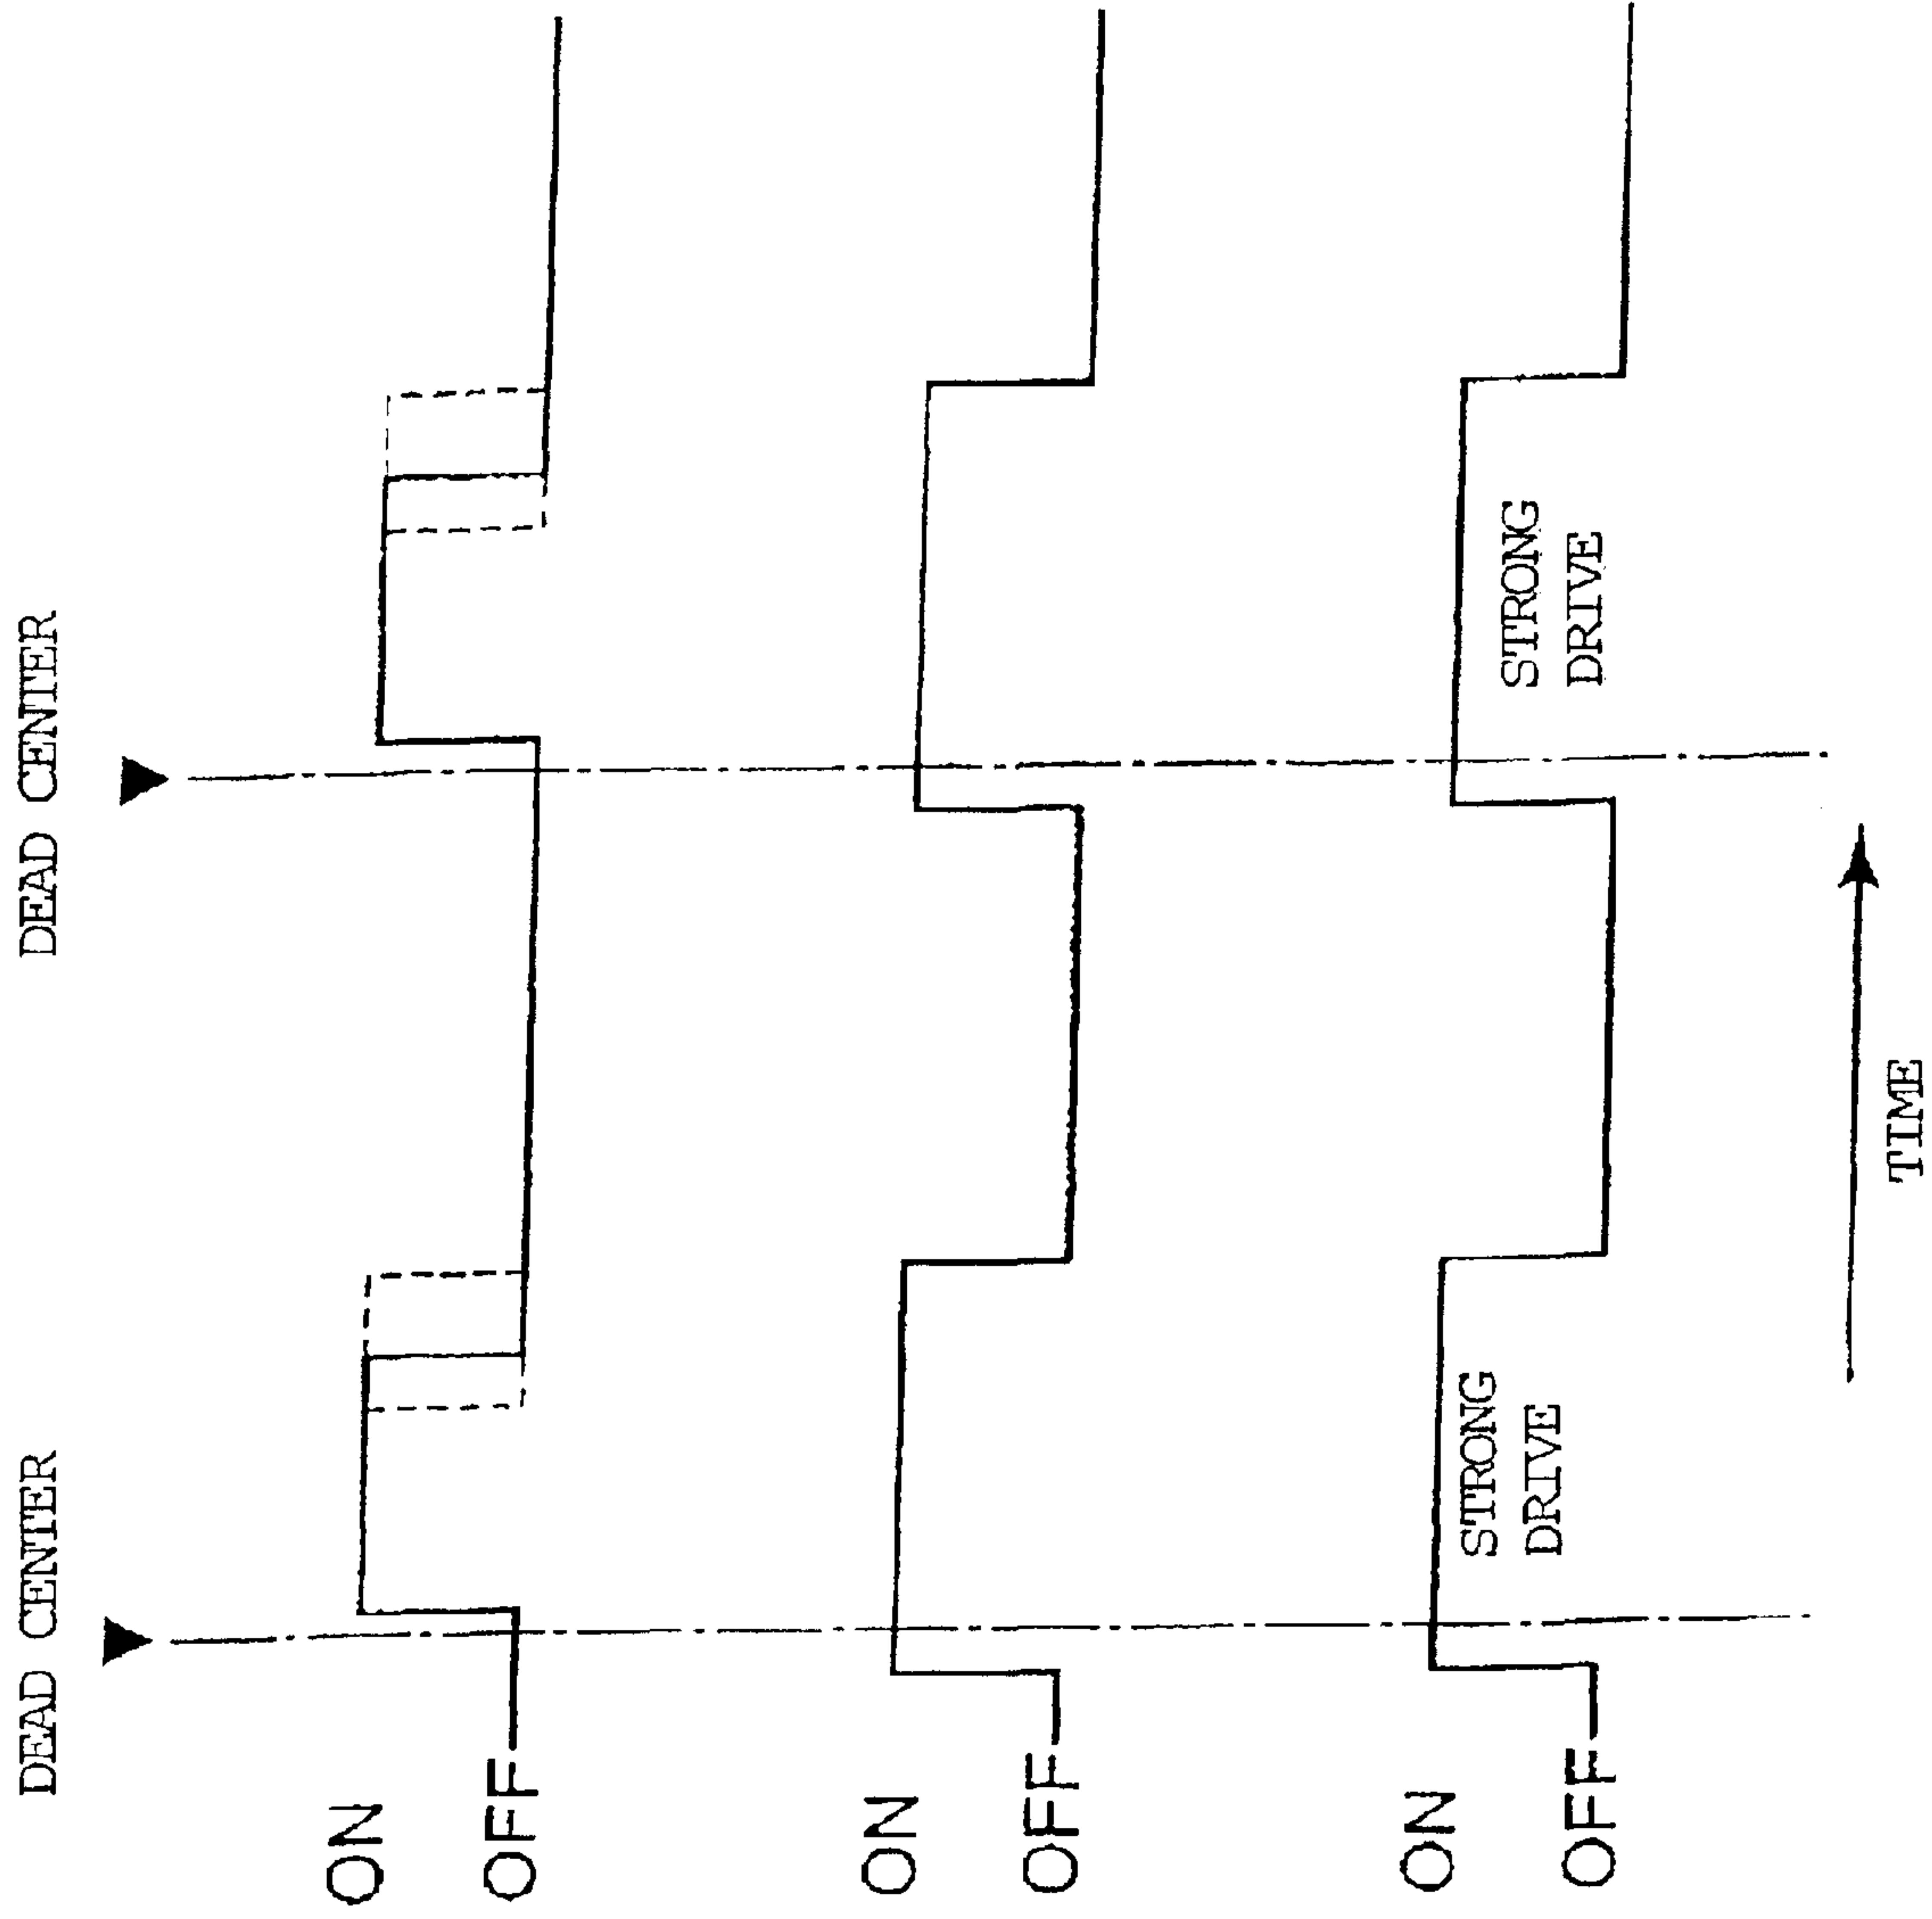 DEAD CENTER
DEAD CENTER
ON
OFF
ON
OFF
ON
OFF
STRONG
DRIVE
STRONG
DRIVE
TIME